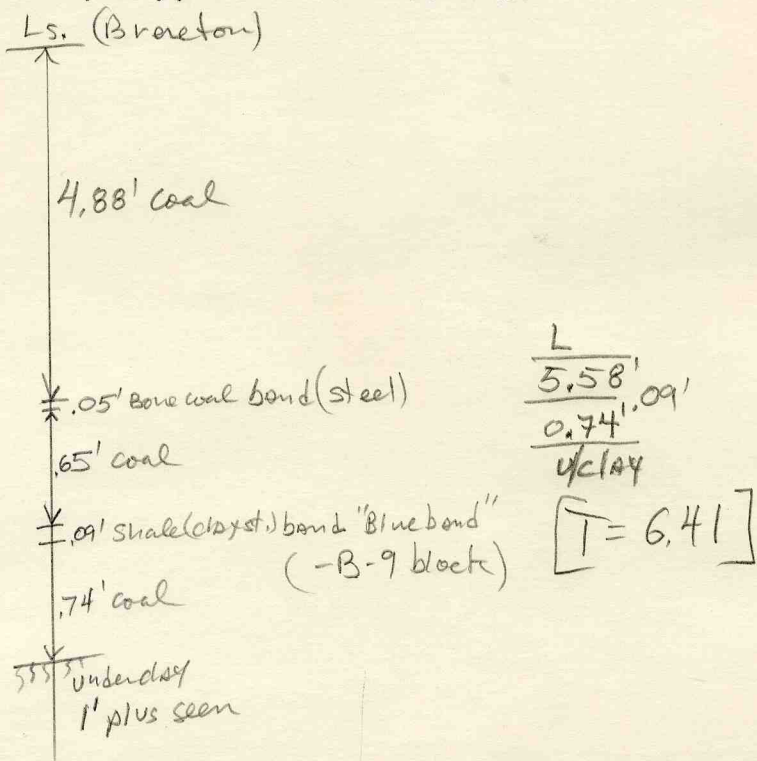 Ls. (Brereton)
4.88' coal
.05' Bone coal band (steel)
.65' coal
.09' Shale (clayst.) band "Blue band"
(-B-9 block)
.74' coal
underclay
1' plus seen
L
5.58'
.09'
0.74'
U/ClAY
[T = 6.41]